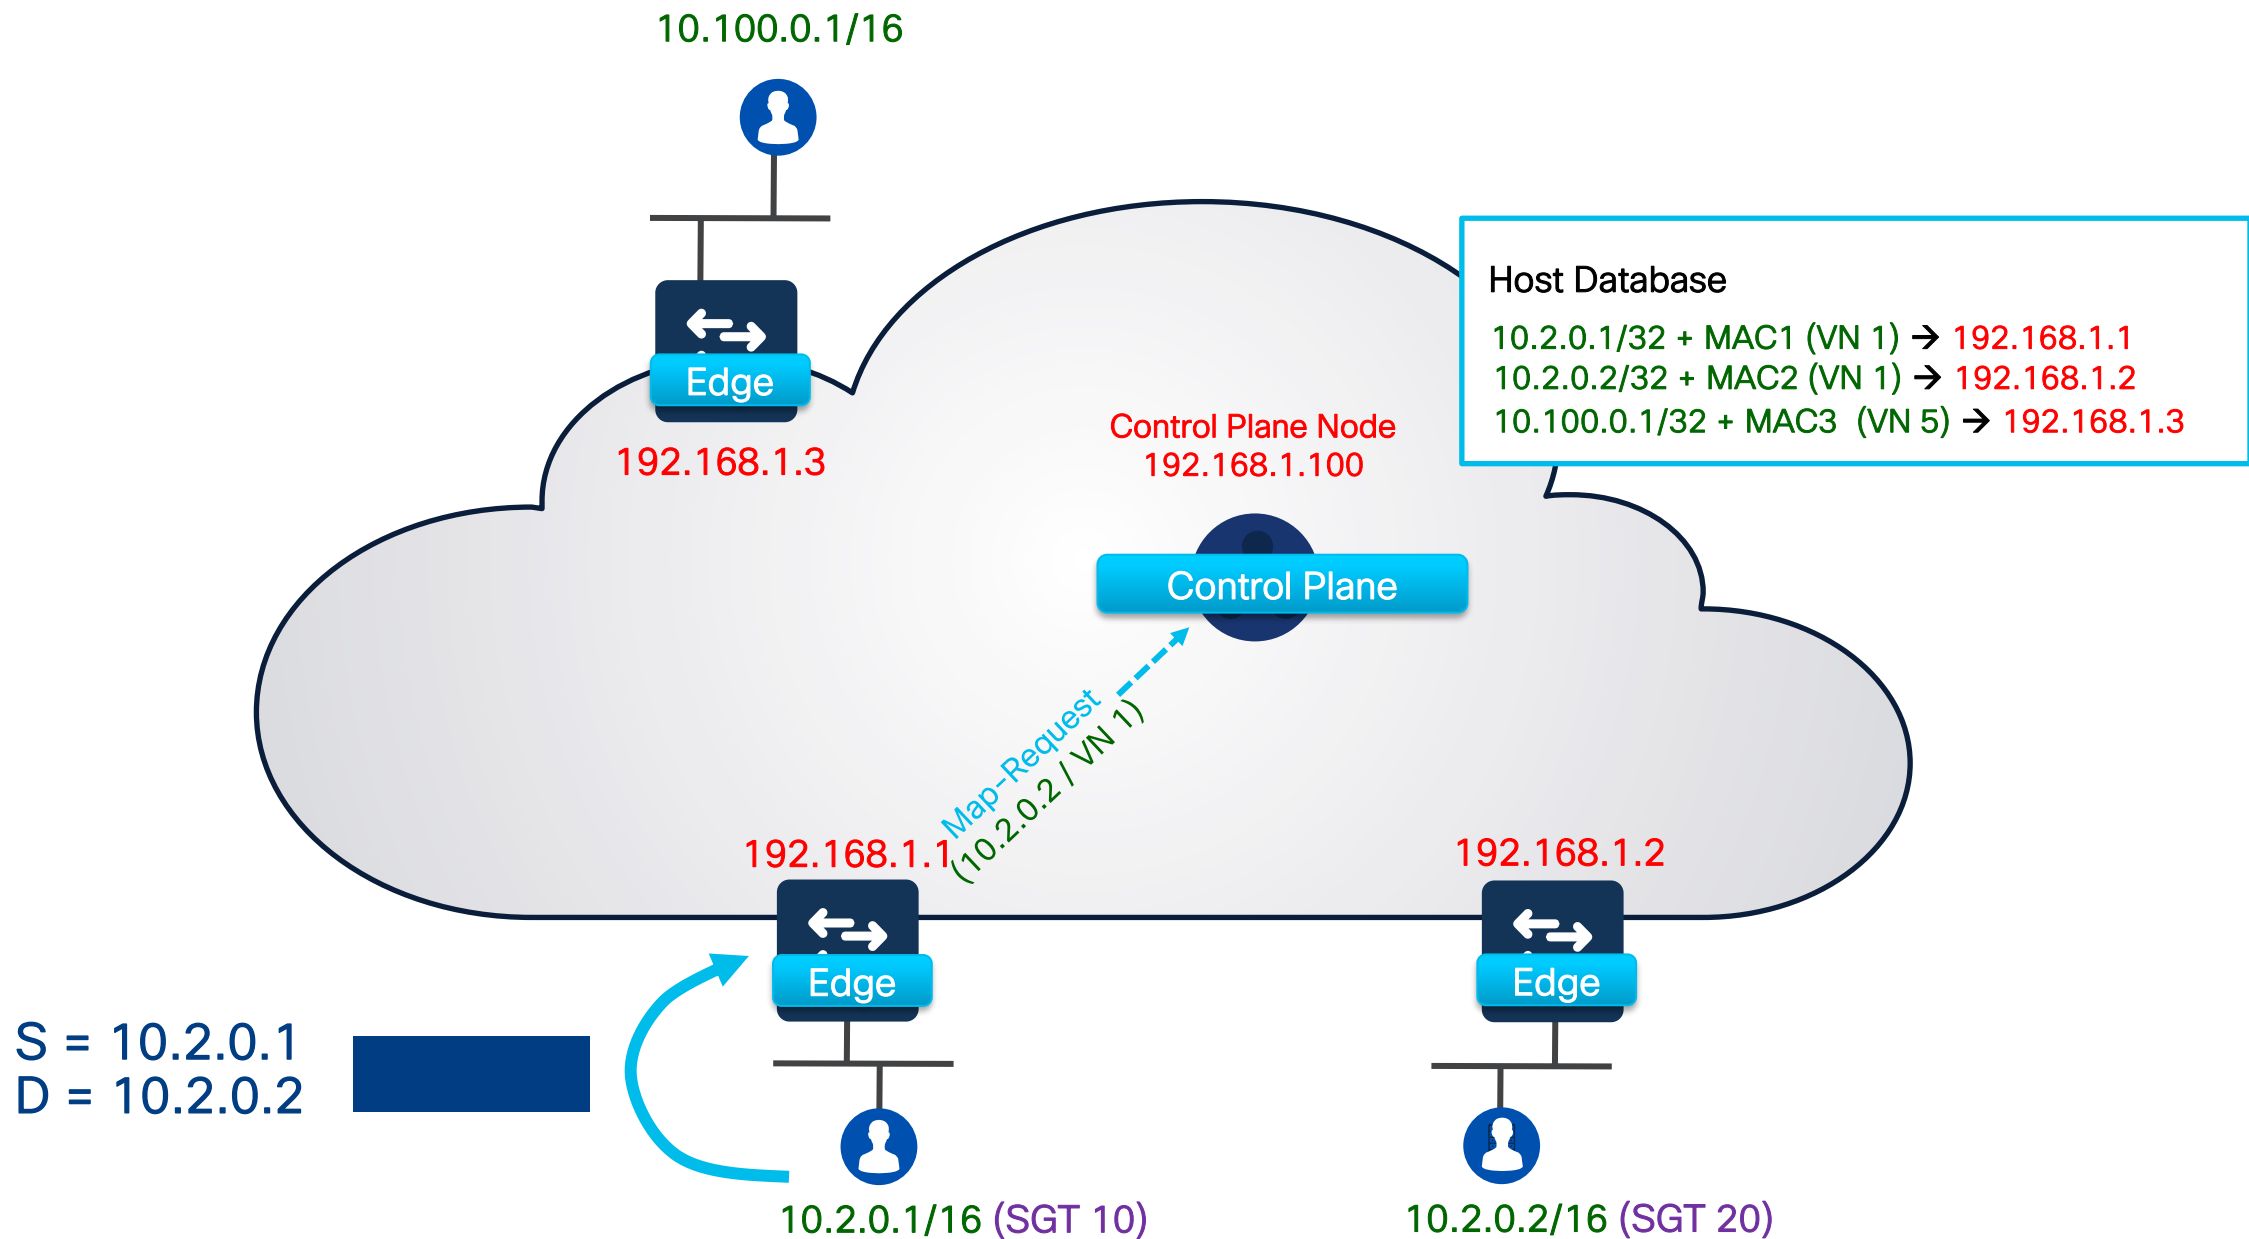 10.100.0.1/16
Host Database
10.2.0.1/32 + MAC1 (VN 1) → 192.168.1.1
10.2.0.2/32 + MAC2 (VN 1) → 192.168.1.2
10.100.0.1/32 + MAC3 (VN 5) → 192.168.1.3
Edge
192.168.1.3
Control Plane Node
192.168.1.100
Control Plane
Map-Request
(10.2.0.2 / VN 1)
192.168.1.1
192.168.1.2
Edge
Edge
S = 10.2.0.1
D = 10.2.0.2
10.2.0.1/16 (SGT 10)
10.2.0.2/16 (SGT 20)